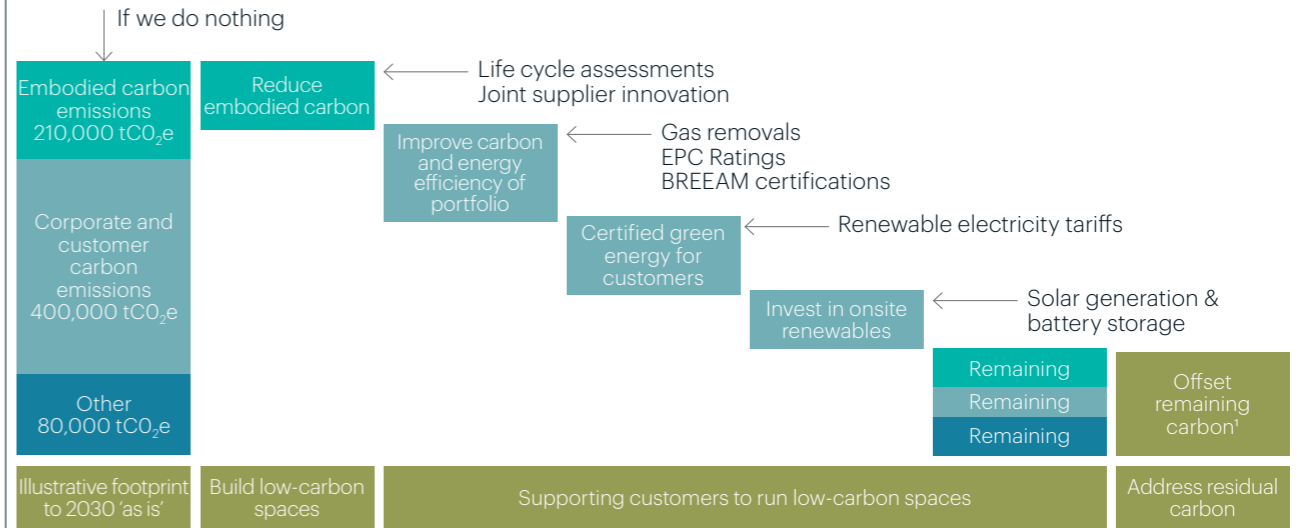 If we do nothing
Embodied carbon
emissions
210,000 tC0₂e
Corporate and
customer
carbon
emissions
400,000 tC0₂e
Other
80,000 tC0₂e
Reduce
embodied carbon
Life cycle assessments
Joint supplier innovation
Improve carbon
and energy
efficiency of
portfolio
Gas removals
EPC Ratings
BREEAM certifications
Certified green
energy for
customers
Renewable electricity tariffs
Invest in onsite
renewables
Solar generation &
battery storage
Remaining
Remaining
Remaining
Offset
remaining
carbon¹
Illustrative footprint
to 2030 ‘as is’
Build low-carbon
spaces
Supporting customers to run low-carbon spaces
Address residual
carbon